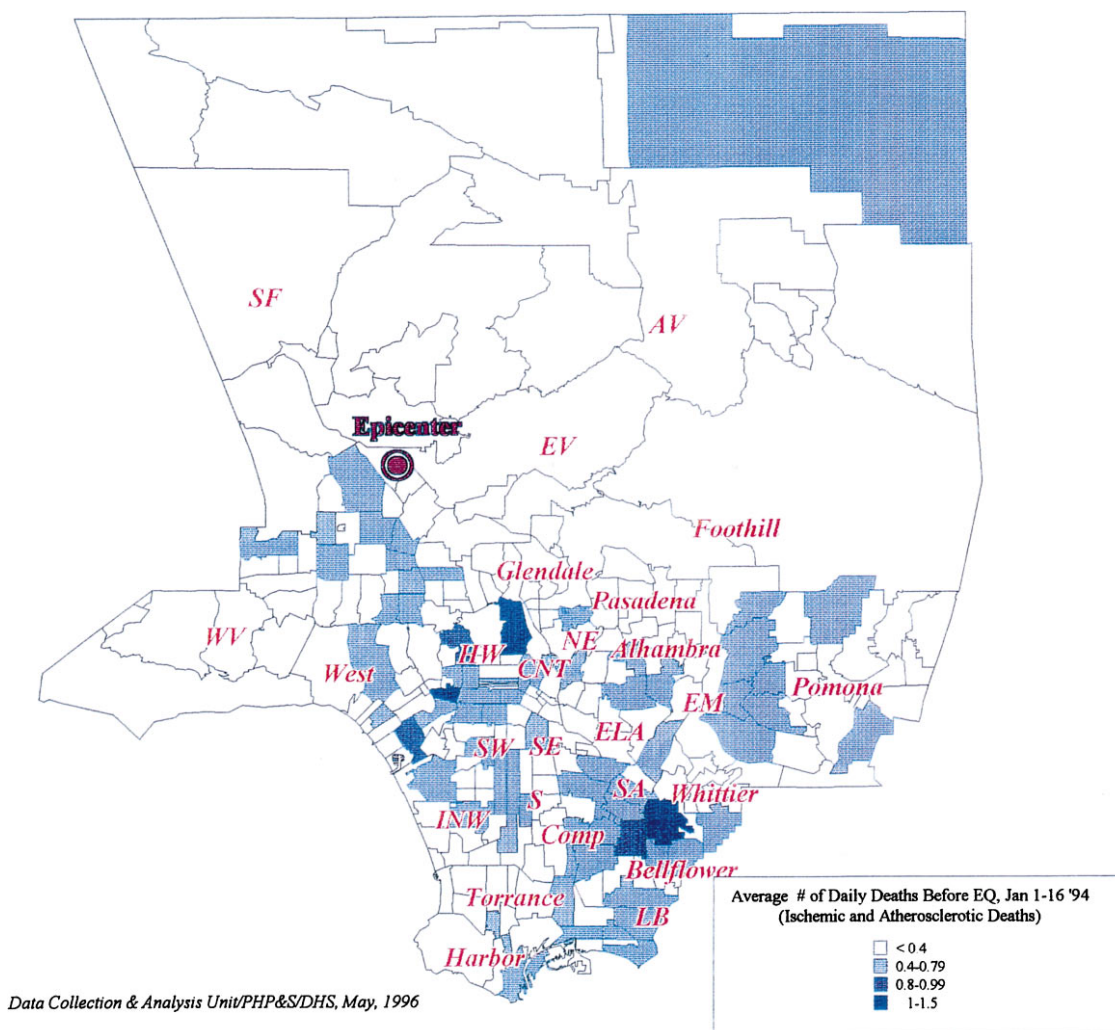 SF
AV
Epicenter
EV
Foothill
Glendale
Pasadena
WV
HW
NE
Alhambra
West
CNT
EM
Pomona
ELA
SW
SE
SA
Whittier
INW
S
Comp
Bellflower
Torrance
LB
Harbor
Average # of Daily Deaths Before EQ, Jan 1-16 '94
(Ischemic and Atherosclerotic Deaths)
< 0.4
0.4-0.79
0.8-0.99
1-1.5
Data Collection & Analysis Unit/PHP&S/DHS, May, 1996